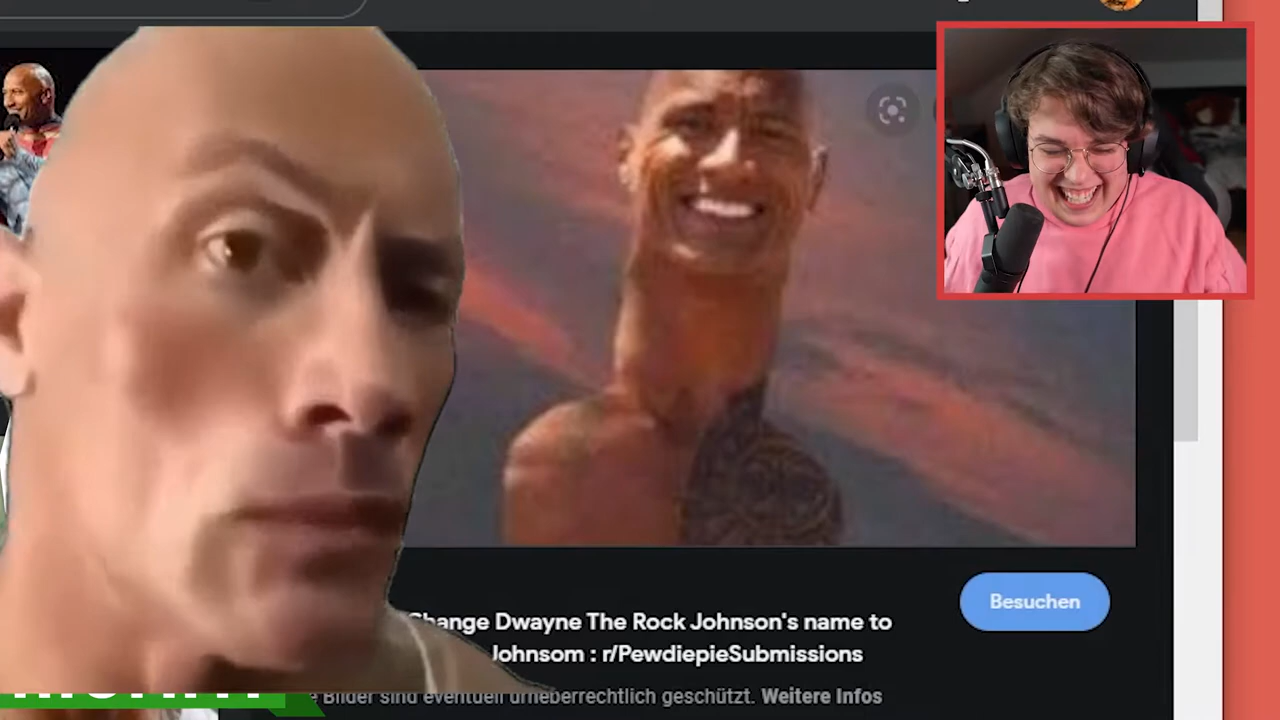 Besuchen
Change Dwayne The Rock Johnson's name to
Johnsom : r/PewdiepieSubmissions
Bilder sind eventuell urheberrechtlich geschützt. Weitere Infos